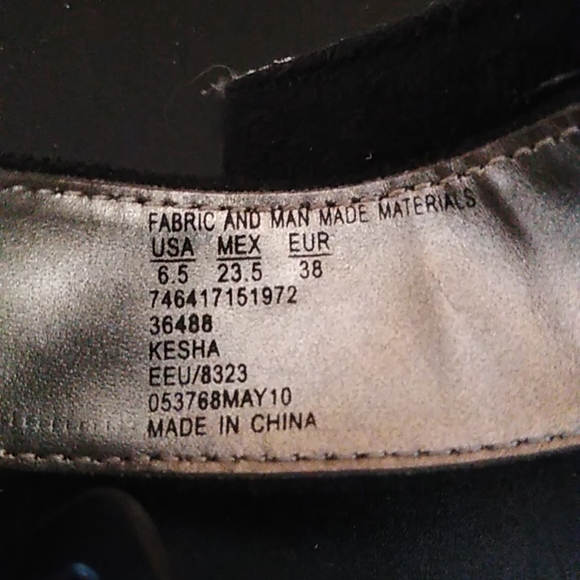 FABRIC AND MAN MADE MATERIALS
USA MEX EUR
6.5 23.5 38
746417151972
36488
KESHA
EEU/8323
053768MAY10
MADE IN CHINA